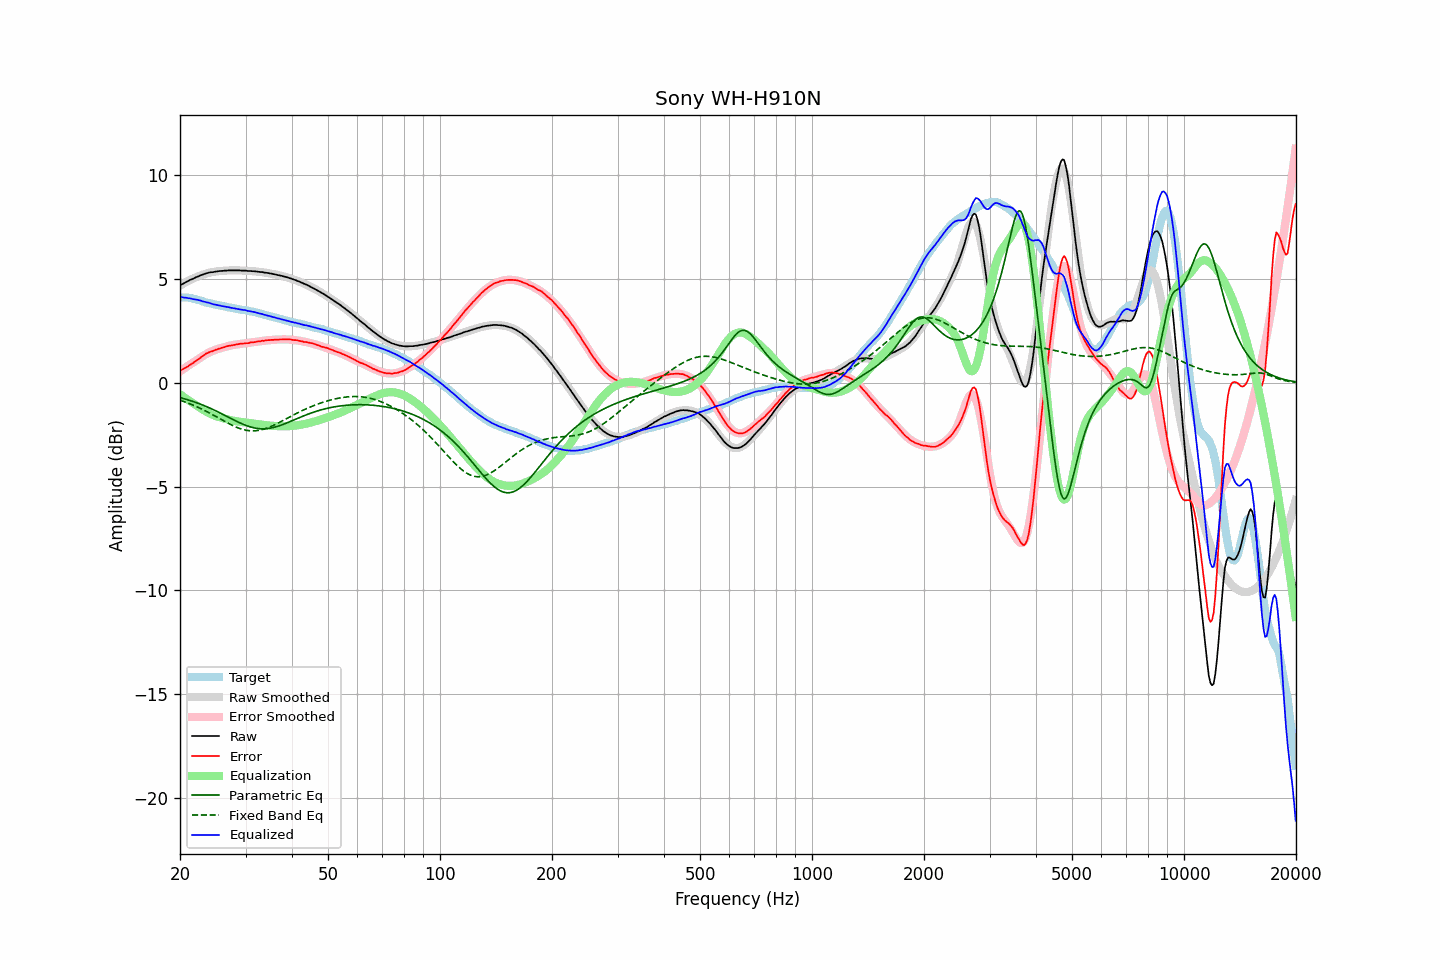 Sony WH-H910N
Amplitude (dBr)
10
5
0
−5
−10
−15
−20
Target
Raw Smoothed
Error Smoothed
Raw
Error
Equalization
Parametric Eq
Fixed Band Eq
Equalized
20 50 100 200 500 1000 2000 5000 10000 20000
Frequency (Hz)